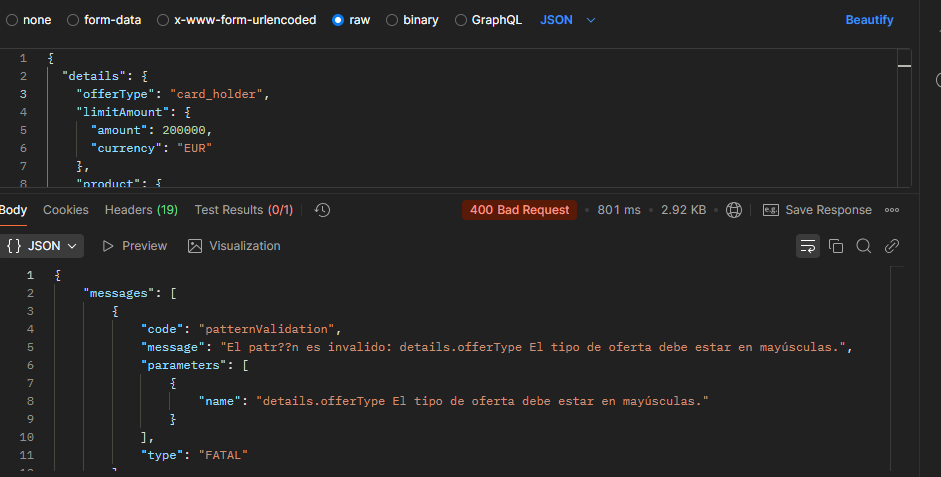 none form-data x-www-form-urlencoded raw binary GraphQL JSON Beautify
1 {
2 "details": {
3 "offerType": "card_holder",
4 "limitAmount": {
5 "amount": 200000,
6 "currency": "EUR"
7 },
8 "product": {
Body Cookies Headers (19) Test Results (0/1) 400 Bad Request • 801 ms • 2.92 KB • e.g. Save Response
{} JSON Preview Visualization
1 {
2 "messages": [
3 {
4 "code": "patternValidation",
5 "message": "El patr??n es invalido: details.offerType El tipo de oferta debe estar en mayúsculas.",
6 "parameters": [
7 {
8 "name": "details.offerType El tipo de oferta debe estar en mayúsculas."
9 }
10 ],
11 "type": "FATAL"